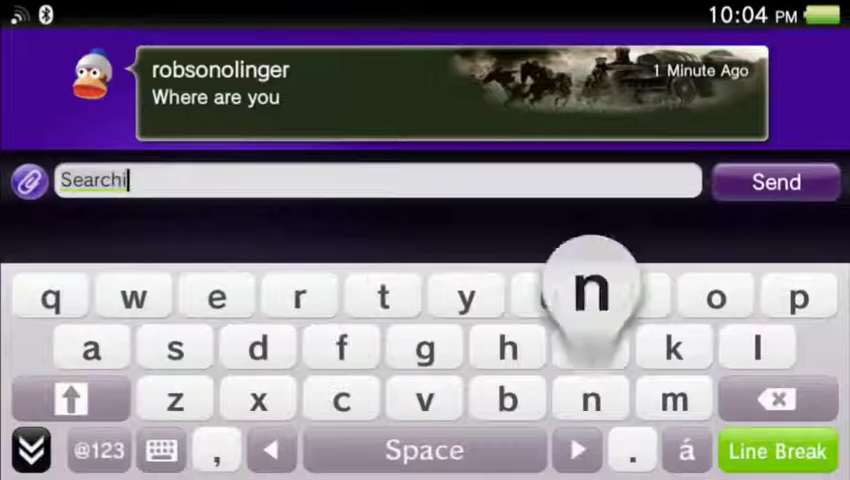 10:04 PM
robsonolinger
1 Minute Ago
Where are you
Searchi
Send
n
q w e r t y o p
a s d f g h k l
z x c v b n m
@123 , Space . á Line Break